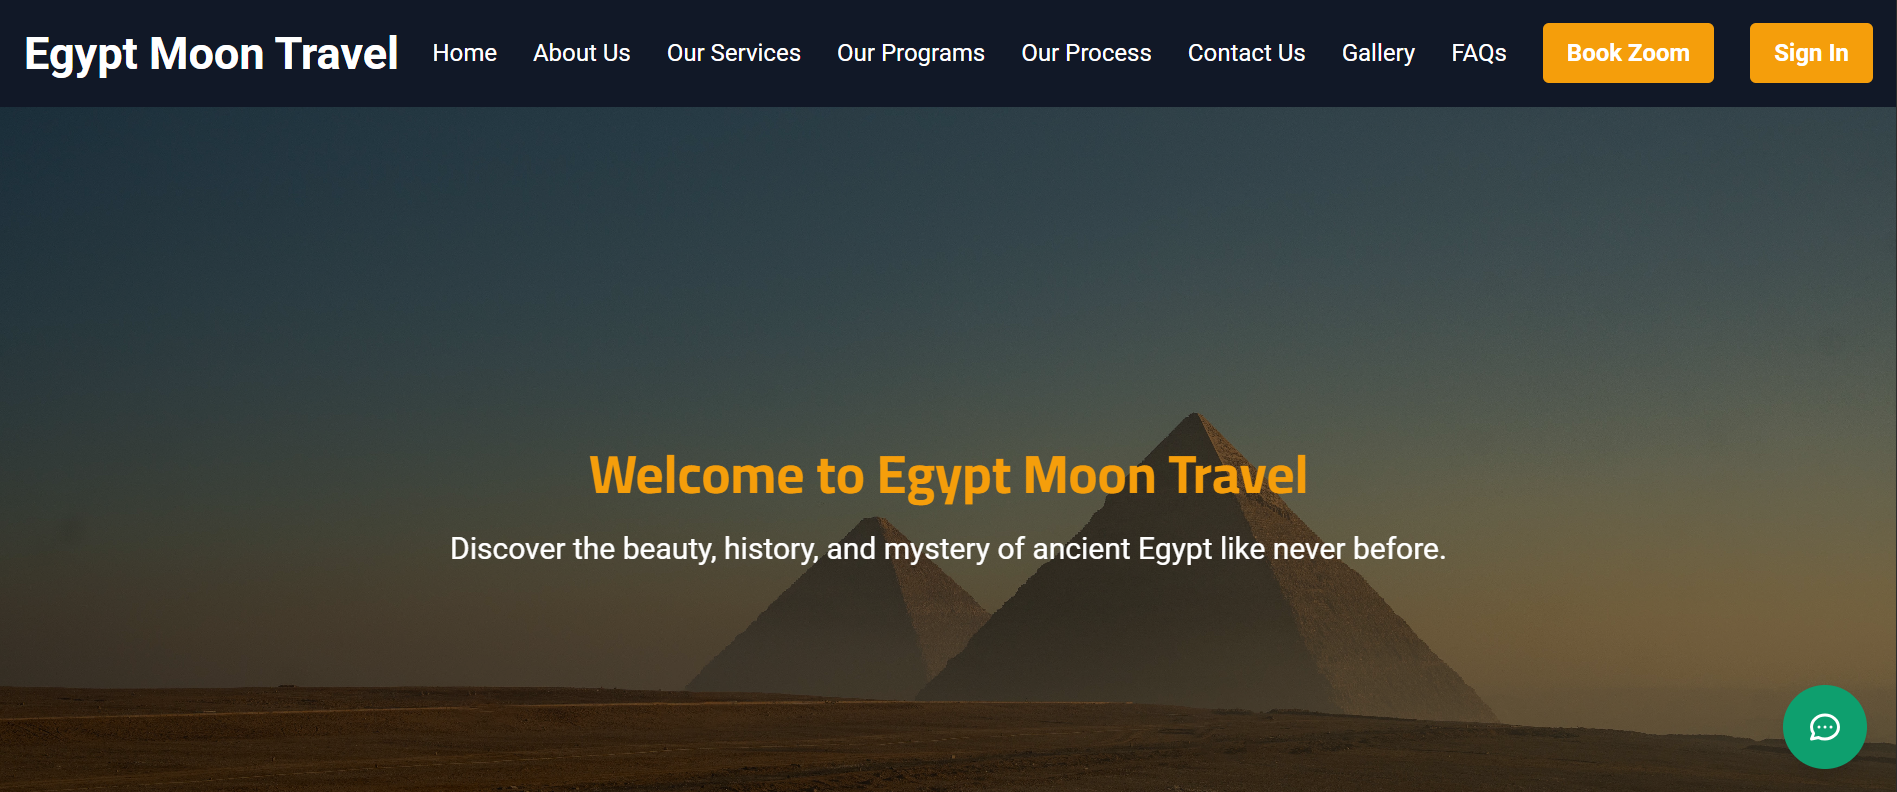 Egypt Moon Travel Home About Us Our Services Our Programs Our Process Contact Us Gallery FAQs Book Zoom Sign In
Welcome to Egypt Moon Travel
Discover the beauty, history, and mystery of ancient Egypt like never before.